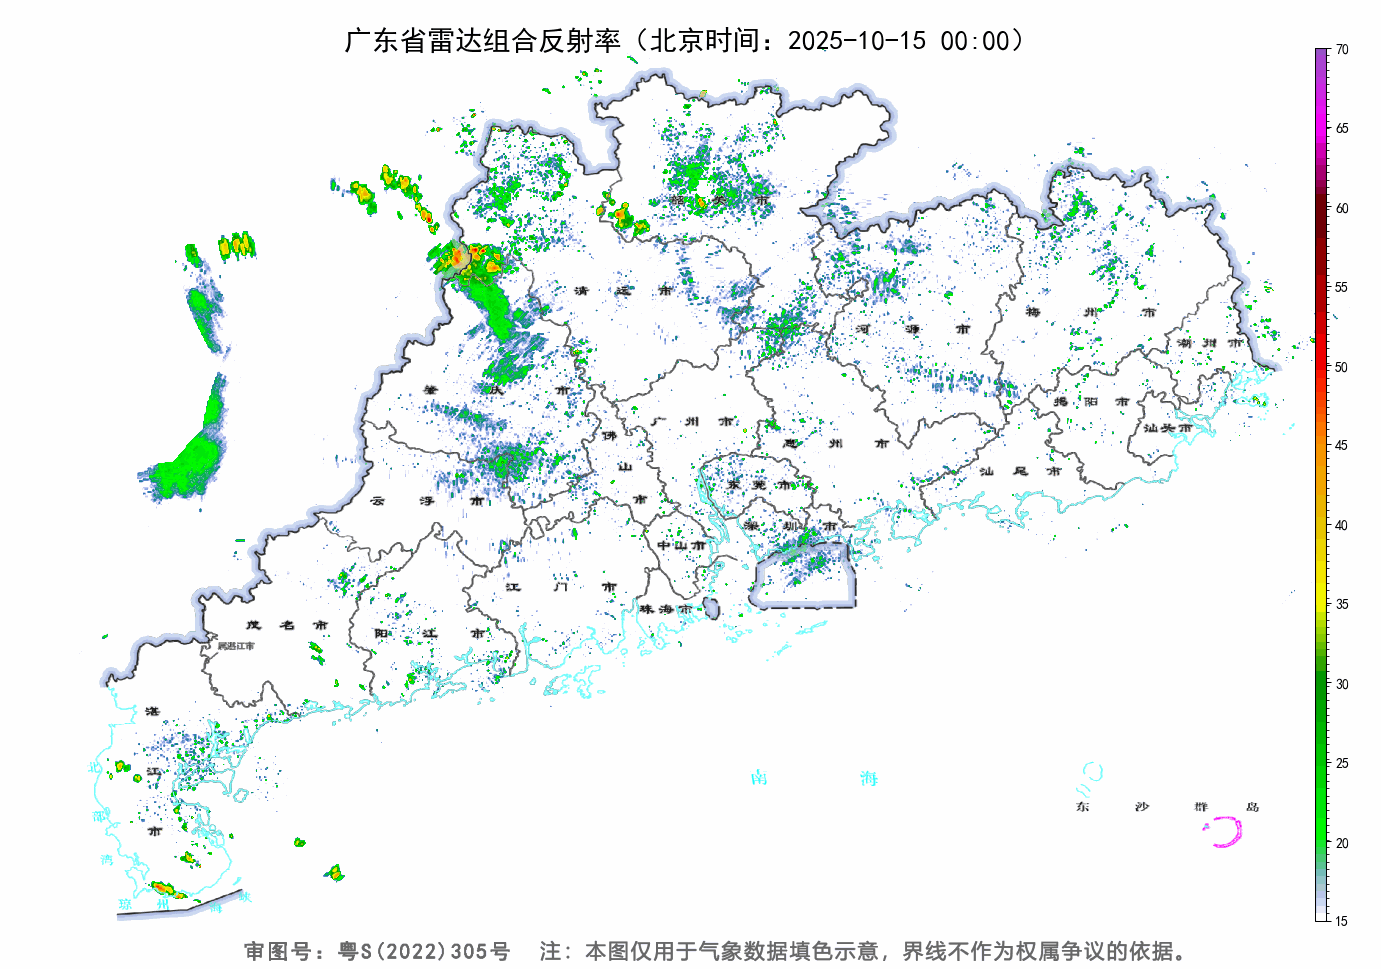 广东省雷达组合反射率（北京时间：2025-10-15 00:00）
70
65
60
55
50
45
40
35
30
25
20
15
韶 关 市
清 远 市
河 源 市
梅 州 市
潮 州 市
肇 庆 市
广 州 市
佛 山 市
惠 州 市
揭 阳 市
汕头市
汕 尾 市
云 浮 市
东 莞 市
深 圳 市
中山市
江 门 市
珠海市
茂 名 市
属湛江市
阳 江 市
湛 江 市
北 部 湾
琼 州 海 峡
南 海
东 沙 群 岛
审图号：粤S(2022)305号 注：本图仅用于气象数据填色示意，界线不作为权属争议的依据。